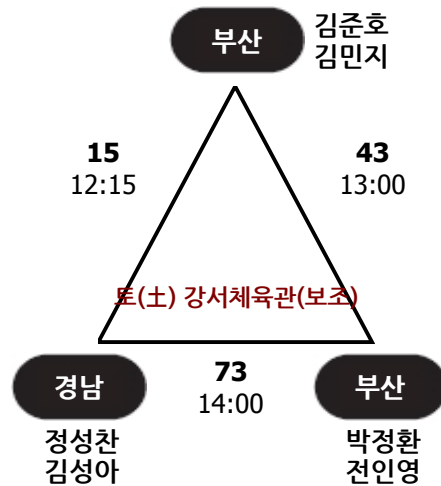 부산
김준호
김민지
15
12:15
43
13:00
토(土) 강서체육관(보조)
경남
73
14:00
부산
정성찬
김성아
박정환
전인영